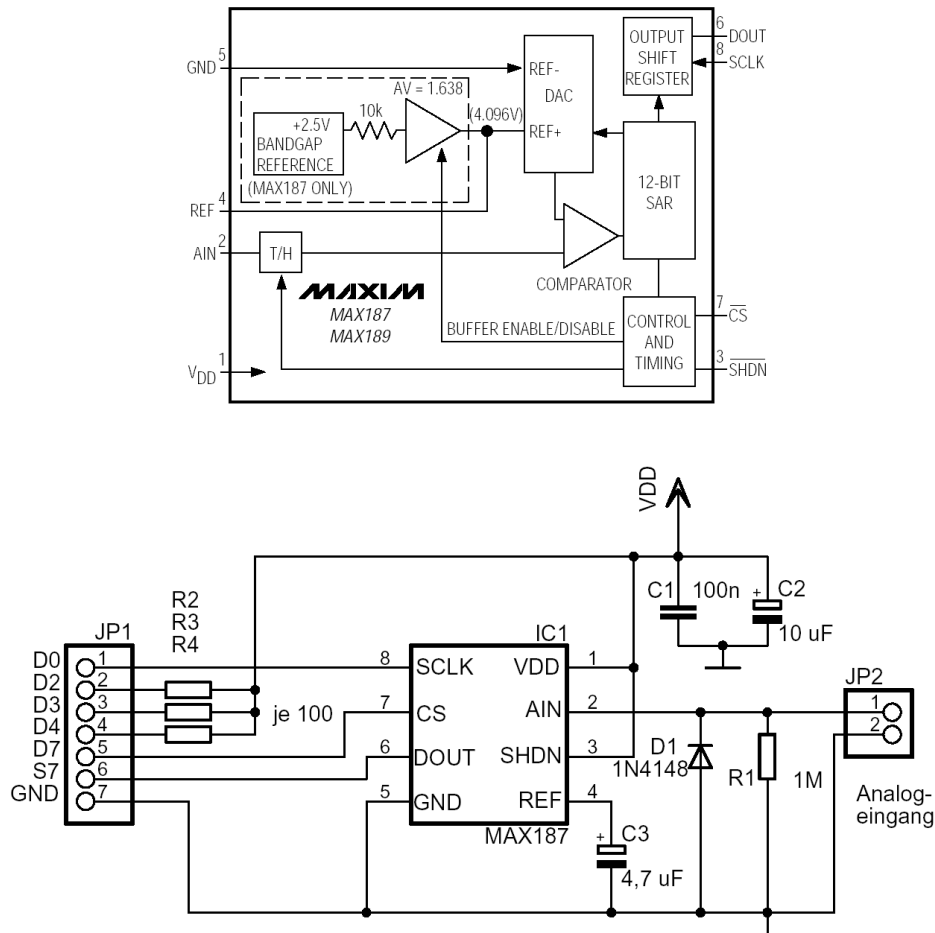 6
DOUT
OUTPUT
SHIFT
REGISTER
8
SCLK
GND
5
REF-
DAC
REF+
AV = 1.638
10k
(4.096V)
+2.5V
BANDGAP
REFERENCE
(MAX187 ONLY)
12-BIT
SAR
4
REF
2
AIN
T/H
COMPARATOR
MAXIM
MAX187
MAX189
BUFFER ENABLE/DISABLE
CONTROL
AND
TIMING
7
CS
3
SHDN
1
VDD
VDD
C1
100n
+
C2
10 uF
R2
R3
R4
JP1
IC1
JP2
D0
1
D2
2
D3
3
D4
4
D7
5
S7
6
GND
7
je 100
8
SCLK
7
CS
6
DOUT
5
GND
VDD
1
AIN
2
SHDN
3
REF
4
MAX187
D1
1N4148
R1
1M
1
2
Analog-
eingang
+
C3
4,7 uF